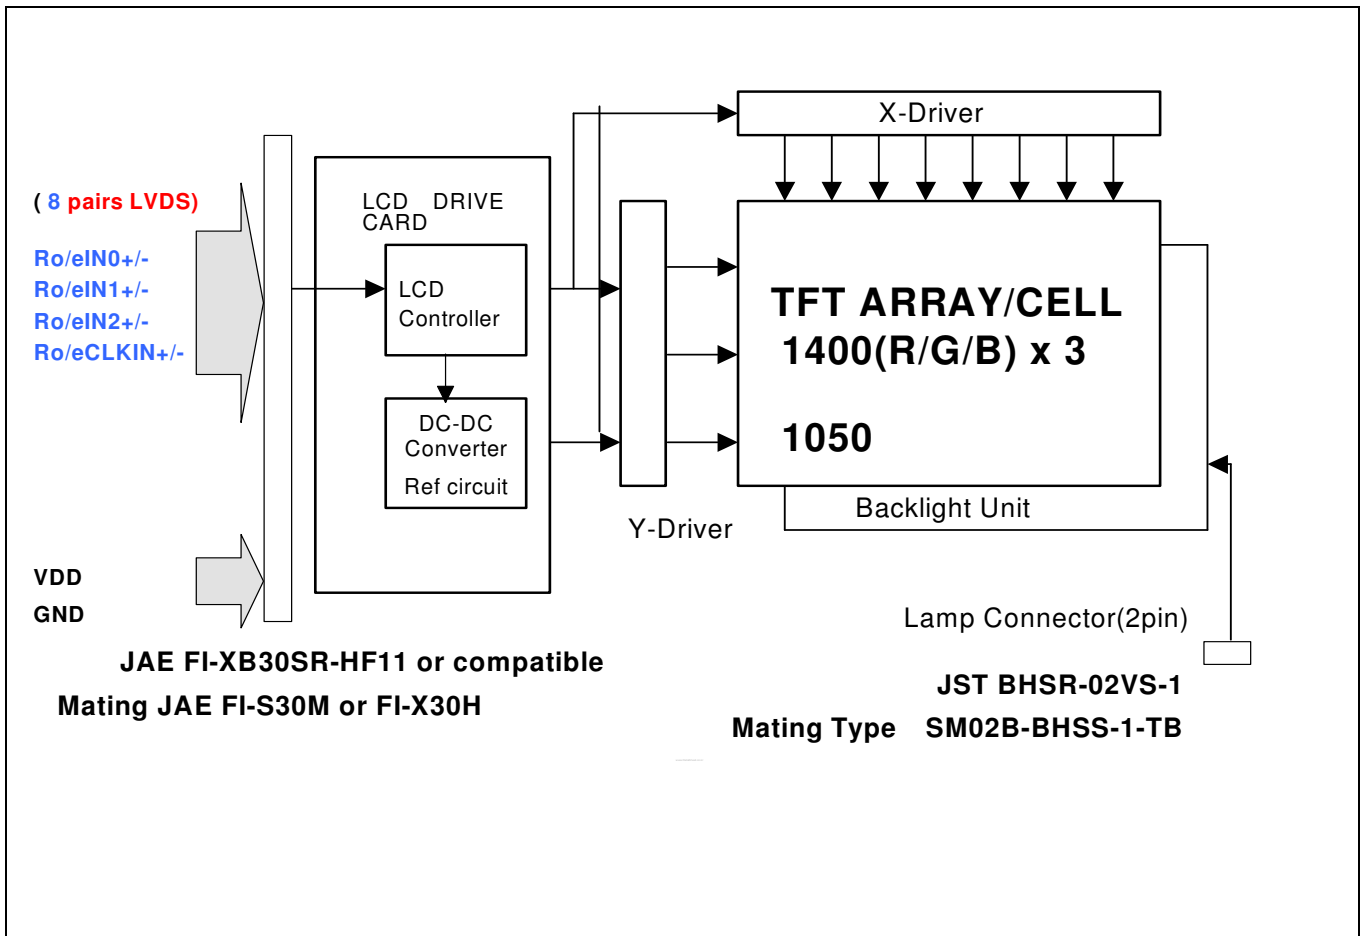 X-Driver
( 8 pairs LVDS)
Ro/eIN0+/-
Ro/eIN1+/-
Ro/eIN2+/-
Ro/eCLKIN+/-
LCD DRIVE
CARD
LCD
Controller
DC-DC
Converter
Ref circuit
TFT ARRAY/CELL
1400(R/G/B) x 3
1050
Backlight Unit
Y-Driver
VDD
GND
Lamp Connector(2pin)
JAE FI-XB30SR-HF11 or compatible
Mating JAE FI-S30M or FI-X30H
JST BHSR-02VS-1
Mating Type SM02B-BHSS-1-TB